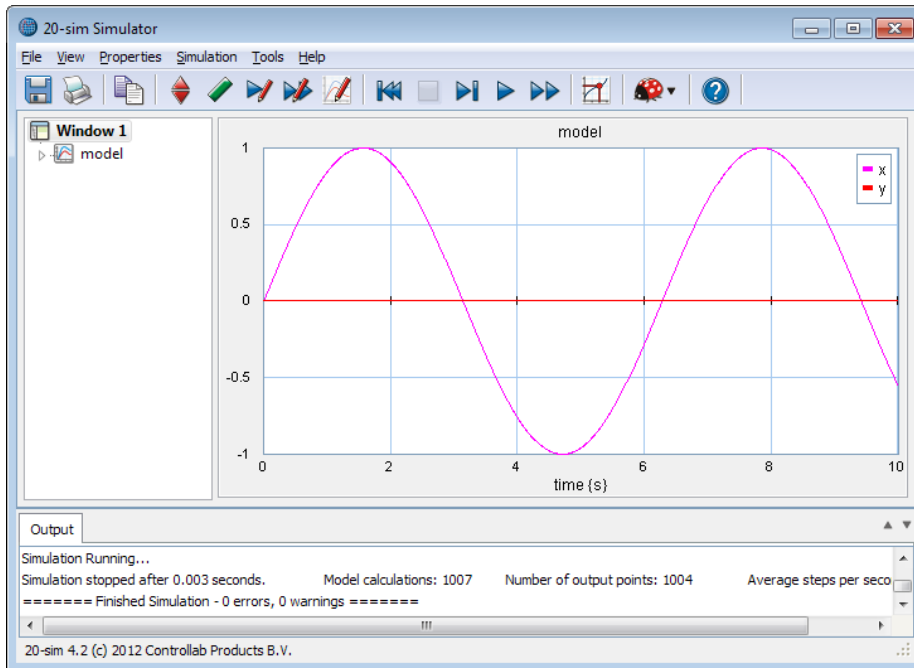 20-sim Simulator
File View Properties Simulation Tools Help
Window 1
model
model
1
0.5
0
-0.5
-1
x
y
0 2 4 6 8 10
time {s}
Output
Simulation Running...
Simulation stopped after 0.003 seconds. Model calculations: 1007 Number of output points: 1004 Average steps per seco
======= Finished Simulation - 0 errors, 0 warnings =======
20-sim 4.2 (c) 2012 Controllab Products B.V.